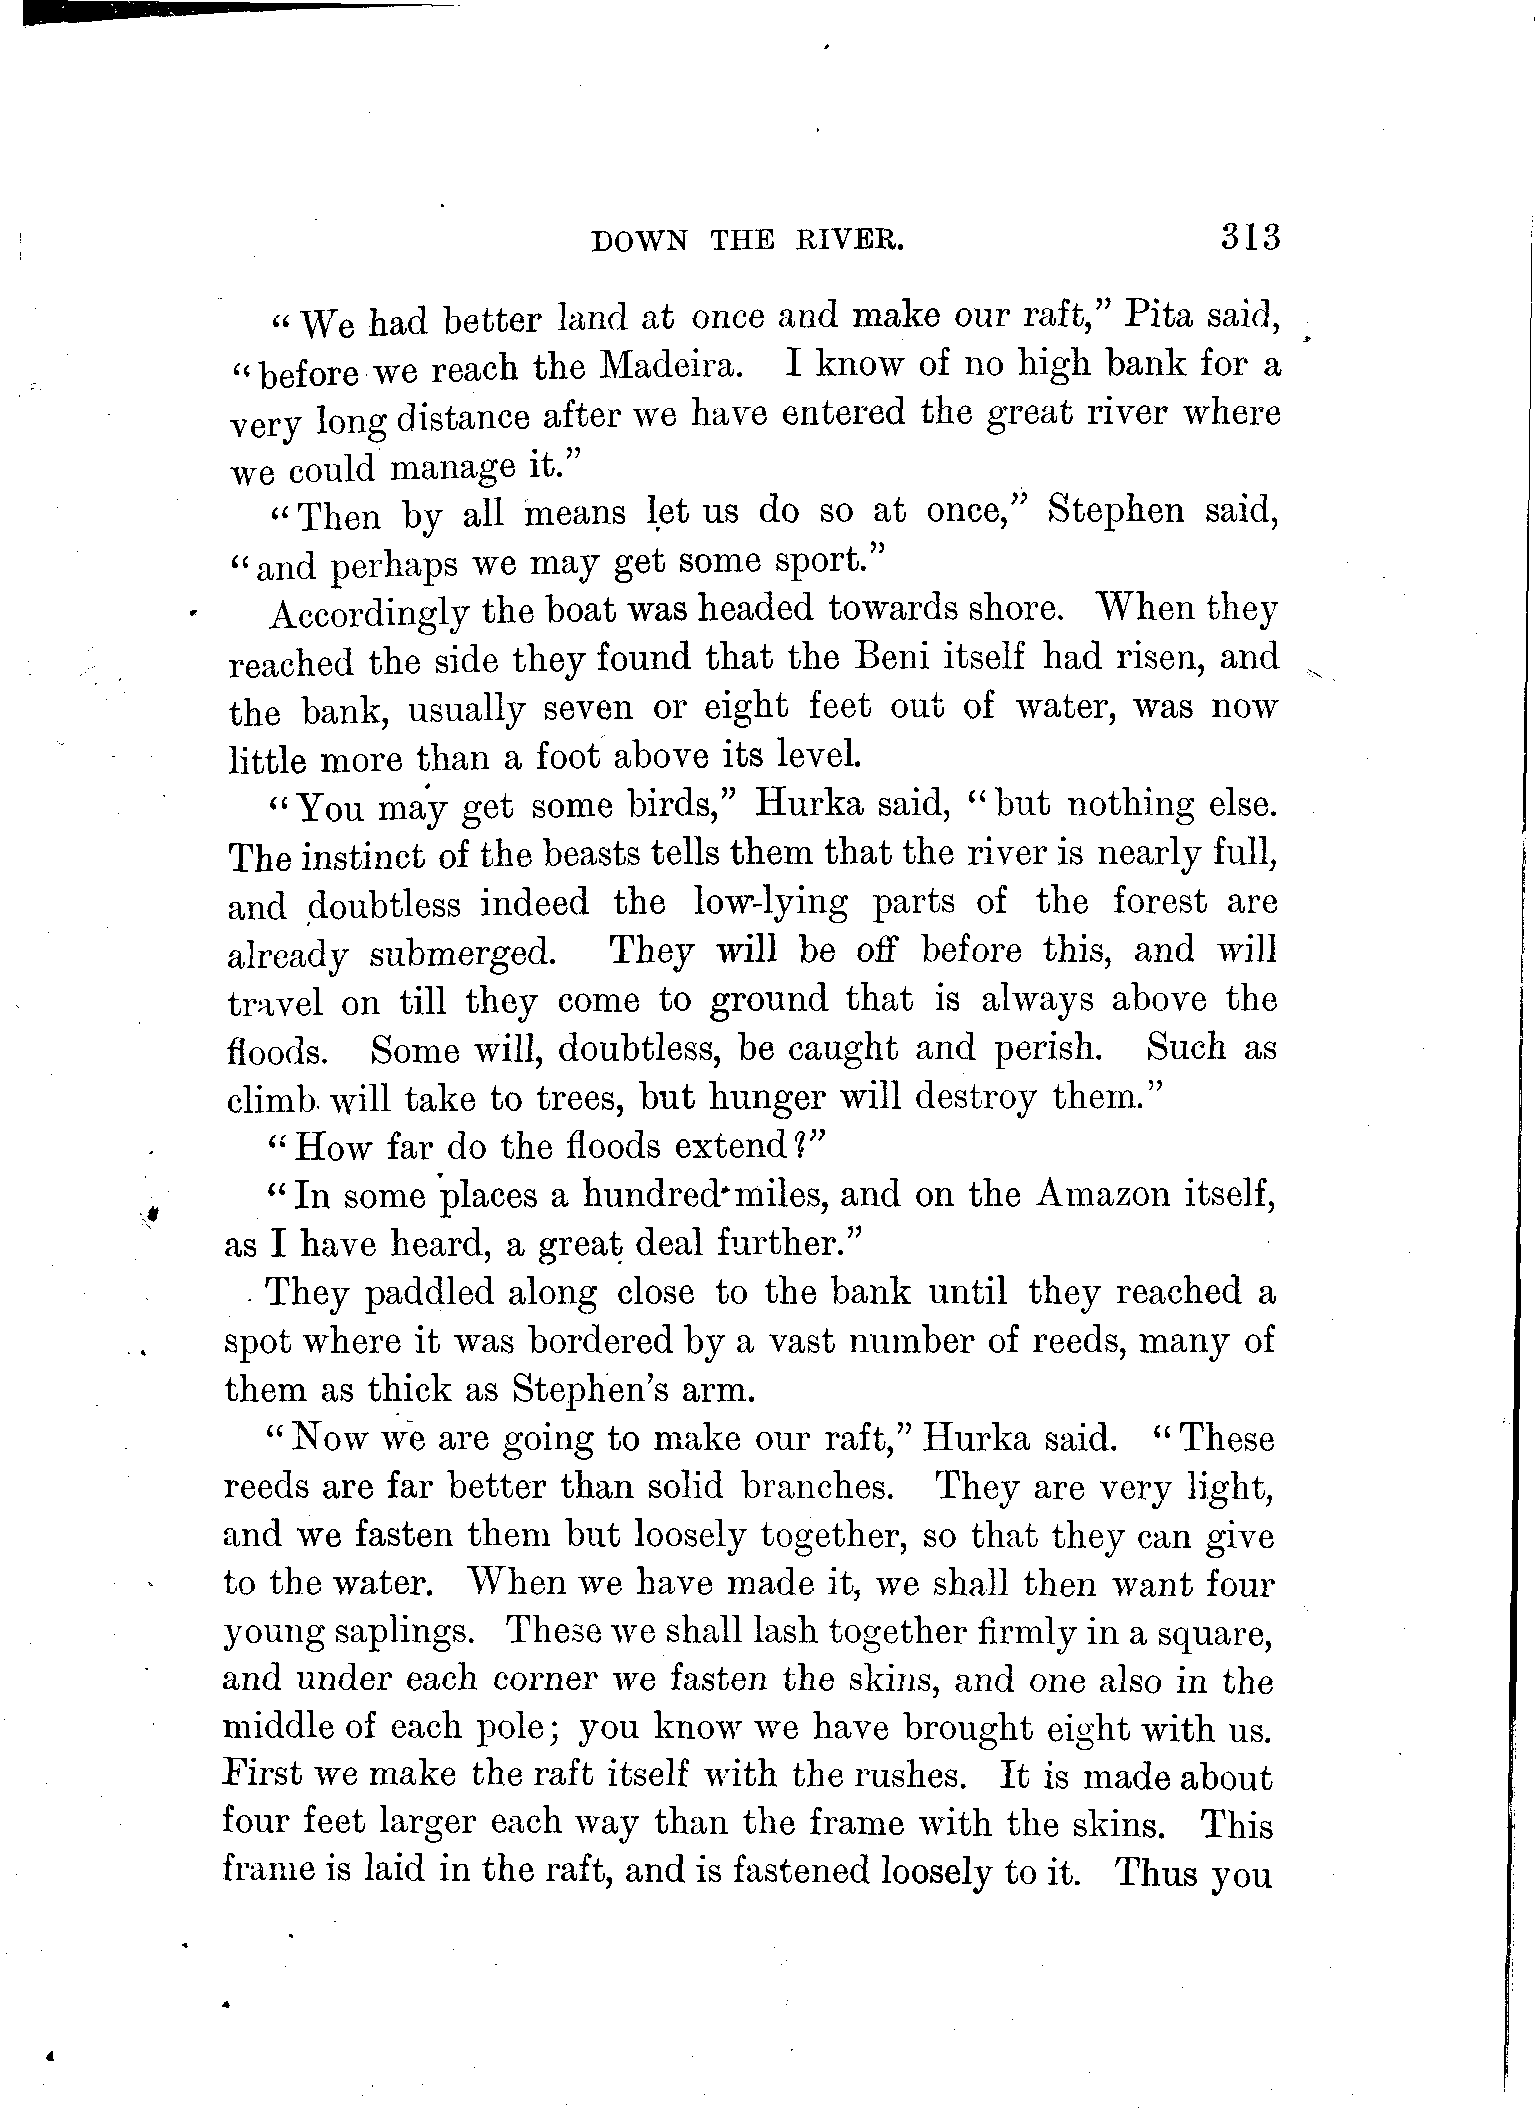 DOWN THE RIVER. 313
"We had better land at once and make our raft," Pita said,
"before we reach the Madeira. I know of no high bank for a
very long distance after we have entered the great river where
we could manage it."
"Then by all means let us do so at once," Stephen said,
"and perhaps we may get some sport."
Accordingly the boat was headed towards shore. When they
reached the side they found that the Beni itself had risen, and
the bank, usually seven or eight feet out of water, was now
little more than a foot above its level.
"You may get some birds," Hurka said, "but nothing else.
The instinct of the beasts tells them that the river is nearly full,
and doubtless indeed the low-lying parts of the forest are
already submerged. They will be off before this, and will
travel on till they come to ground that is always above the
floods. Some will, doubtless, be caught and perish. Such as
climb will take to trees, but hunger will destroy them."
"How far do the floods extend?"
"In some places a hundred miles, and on the Amazon itself,
as I have heard, a great deal further."
They paddled along close to the bank until they reached a
spot where it was bordered by a vast number of reeds, many of
them as thick as Stephen's arm.
"Now we are going to make our raft," Hurka said. "These
reeds are far better than solid branches. They are very light,
and we fasten them but loosely together, so that they can give
to the water. When we have made it, we shall then want four
young saplings. These we shall lash together firmly in a square,
and under each corner we fasten the skins, and one also in the
middle of each pole; you know we have brought eight with us.
First we make the raft itself with the rushes. It is made about
four feet larger each way than the frame with the skins. This
frame is laid in the raft, and is fastened loosely to it. Thus you